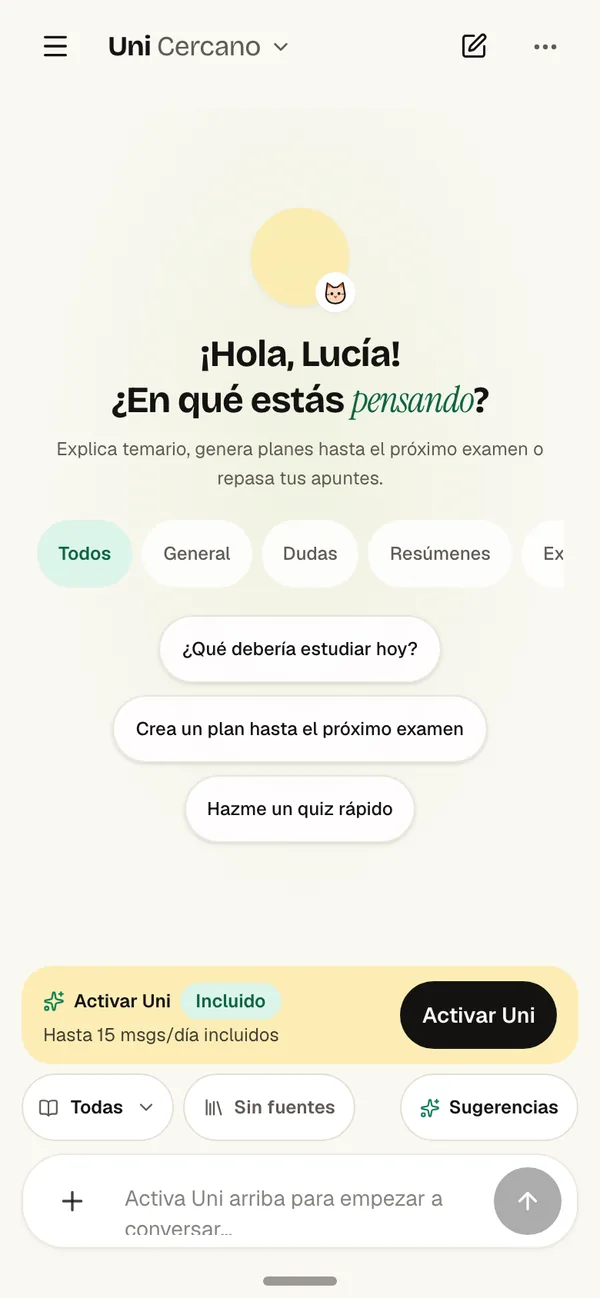 Uni Cercano
¡Hola, Lucía!
¿En qué estás pensando?
Explica temario, genera planes hasta el próximo examen o
repasa tus apuntes.
Todos
General
Dudas
Resúmenes
Ex
¿Qué debería estudiar hoy?
Crea un plan hasta el próximo examen
Hazme un quiz rápido
Activar Uni
Incluido
Hasta 15 msgs/día incluidos
Activar Uni
Todas
Sin fuentes
Sugerencias
Activa Uni arriba para empezar a
conversar...